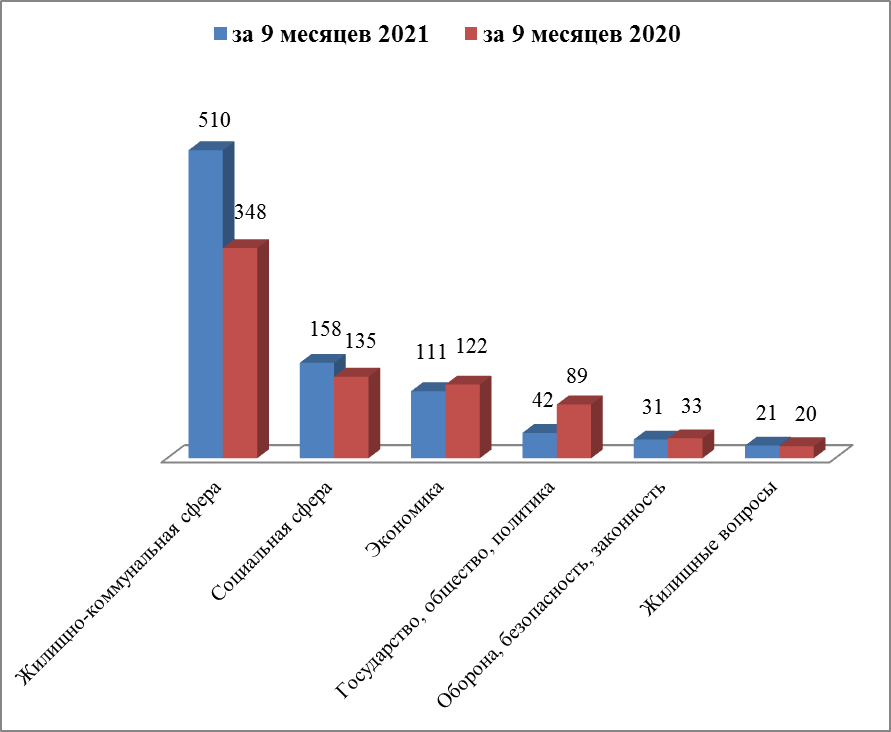 за 9 месяцев 2021 за 9 месяцев 2020
510
348
158
135
111
122
42
89
31
33
21
20
Жилищно-коммунальная сфера
Социальная сфера
Экономика
Государство, общество, политика
Оборона, безопасность, законность
Жилищные вопросы